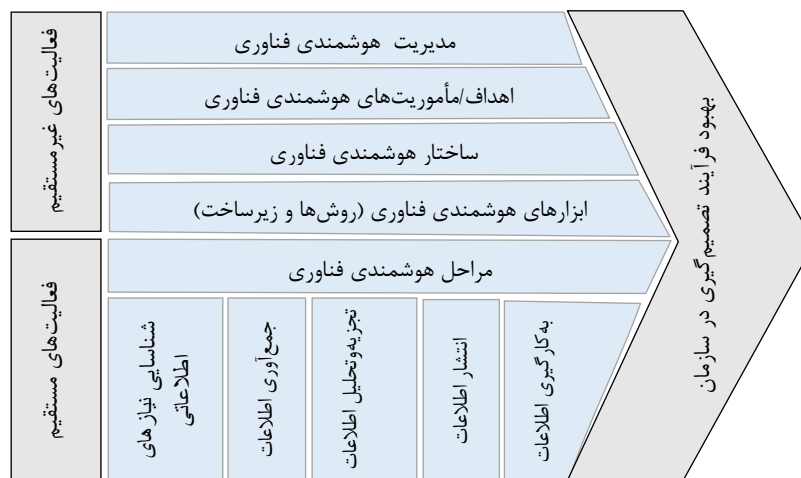 فعالیت‌های غیرمستقیم
مدیریت هوشمندی فناوری
اهداف/مأموریت‌های هوشمندی فناوری
ساختار هوشمندی فناوری
ابزارهای هوشمندی فناوری (روش‌ها و زیرساخت)
فعالیت‌های مستقیم
مراحل هوشمندی فناوری
شناسایی نیاز های
اطلاعاتی
جمع‌آوری اطلاعات
تجزیه‌وتحلیل اطلاعات
انتشار اطلاعات
به‌کارگیری اطلاعات
بهبود فرآیند تصمیم‌گیری در سازمان